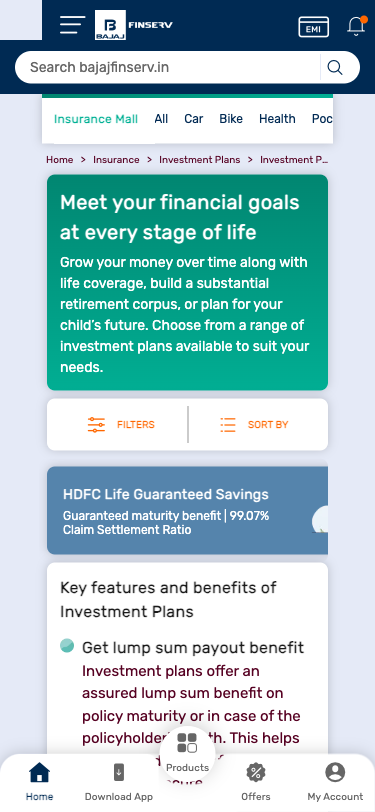 BAJAJ
FINSERV
EMI
Search bajajfinserv.in
Insurance Mall All Car Bike Health Poc
Home > Insurance > Investment Plans > Investment P...
Meet your financial goals
at every stage of life
Grow your money over time along with
life coverage, build a substantial
retirement corpus, or plan for your
child's future. Choose from a range of
investment plans available to suit your
needs.
FILTERS
SORT BY
HDFC Life Guaranteed Savings
Guaranteed maturity benefit | 99.07%
Claim Settlement Ratio
Key features and benefits of
Investment Plans
Get lump sum payout benefit
Investment plans offer an
assured lump sum benefit on
policy maturity or in case of the
policyholder th. This helps
Products
Home
Download App
Offers
My Account